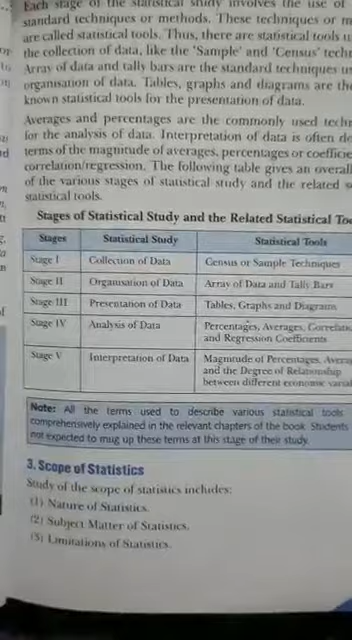 Each stage of the statistical study involves the use of
standard techniques or methods. These techniques or m
are called statistical tools. Thus, there are statistical tools u
the collection of data, like the 'Sample' and 'Census' techn
Array of data and tally bars are the standard techniques us
organisation of data. Tables, graphs and diagrams are the
known statistical tools for the presentation of data.
Averages and percentages are the commonly used techn
for the analysis of data. Interpretation of data is often do
terms of the magnitude of averages, percentages or coefficie
correlation/regression. The following table gives an overall
of the various stages of statistical study and the related s
statistical tools.
Stages of Statistical Study and the Related Statistical Too
Stages Statistical Study Statistical Tools
Stage I Collection of Data Census or Sample Techniques
Stage II Organisation of Data Array of Data and Tally Bars
Stage III Presentation of Data Tables, Graphs and Diagrams
Stage IV Analysis of Data Percentages, Averages, Correlatio
and Regression Coefficients
Stage V Interpretation of Data Magnitude of Percentages, Averag
and the Degree of Relationship
between different economic varial
Note: All the terms used to describe various statistical tools
comprehensively explained in the relevant chapters of the book. Students
not expected to mug up these terms at this stage of their study.
3. Scope of Statistics
Study of the scope of statistics includes:
(1) Nature of Statistics.
(2) Subject Matter of Statistics.
(3) Limitations of Statistics.